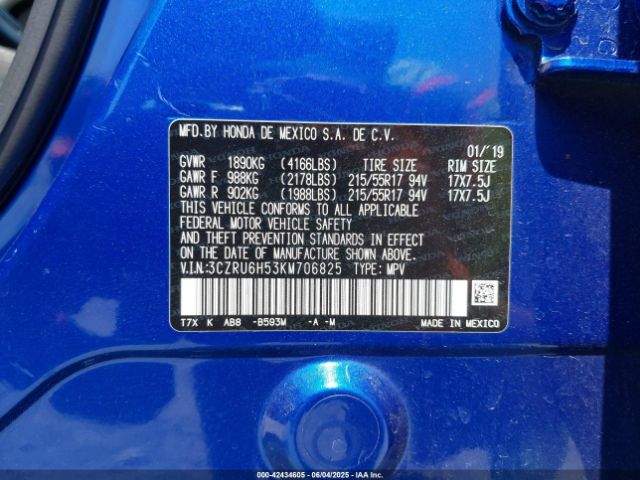 MFD.BY HONDA DE MEXICO S.A. DE C.V.
01/'19
GVWR 1890KG (4166LBS) TIRE SIZE RIM SIZE
GAWR F 988KG (2178LBS) 215/55R17 94V 17X7.5J
GAWR R 902KG (1988LBS) 215/55R17 94V 17X7.5J
THIS VEHICLE CONFORMS TO ALL APPLICABLE
FEDERAL MOTOR VEHICLE SAFETY
AND THEFT PREVENTION STANDARDS IN EFFECT
ON THE DATE OF MANUFACTURE SHOWN ABOVE.
V.I.N.:3CZRU6H53KM706825 TYPE: MPV
T7X K AB8 -B593M -A -M MADE IN MEXICO
000-42434605 - 06/04/2025 - IAAI.com